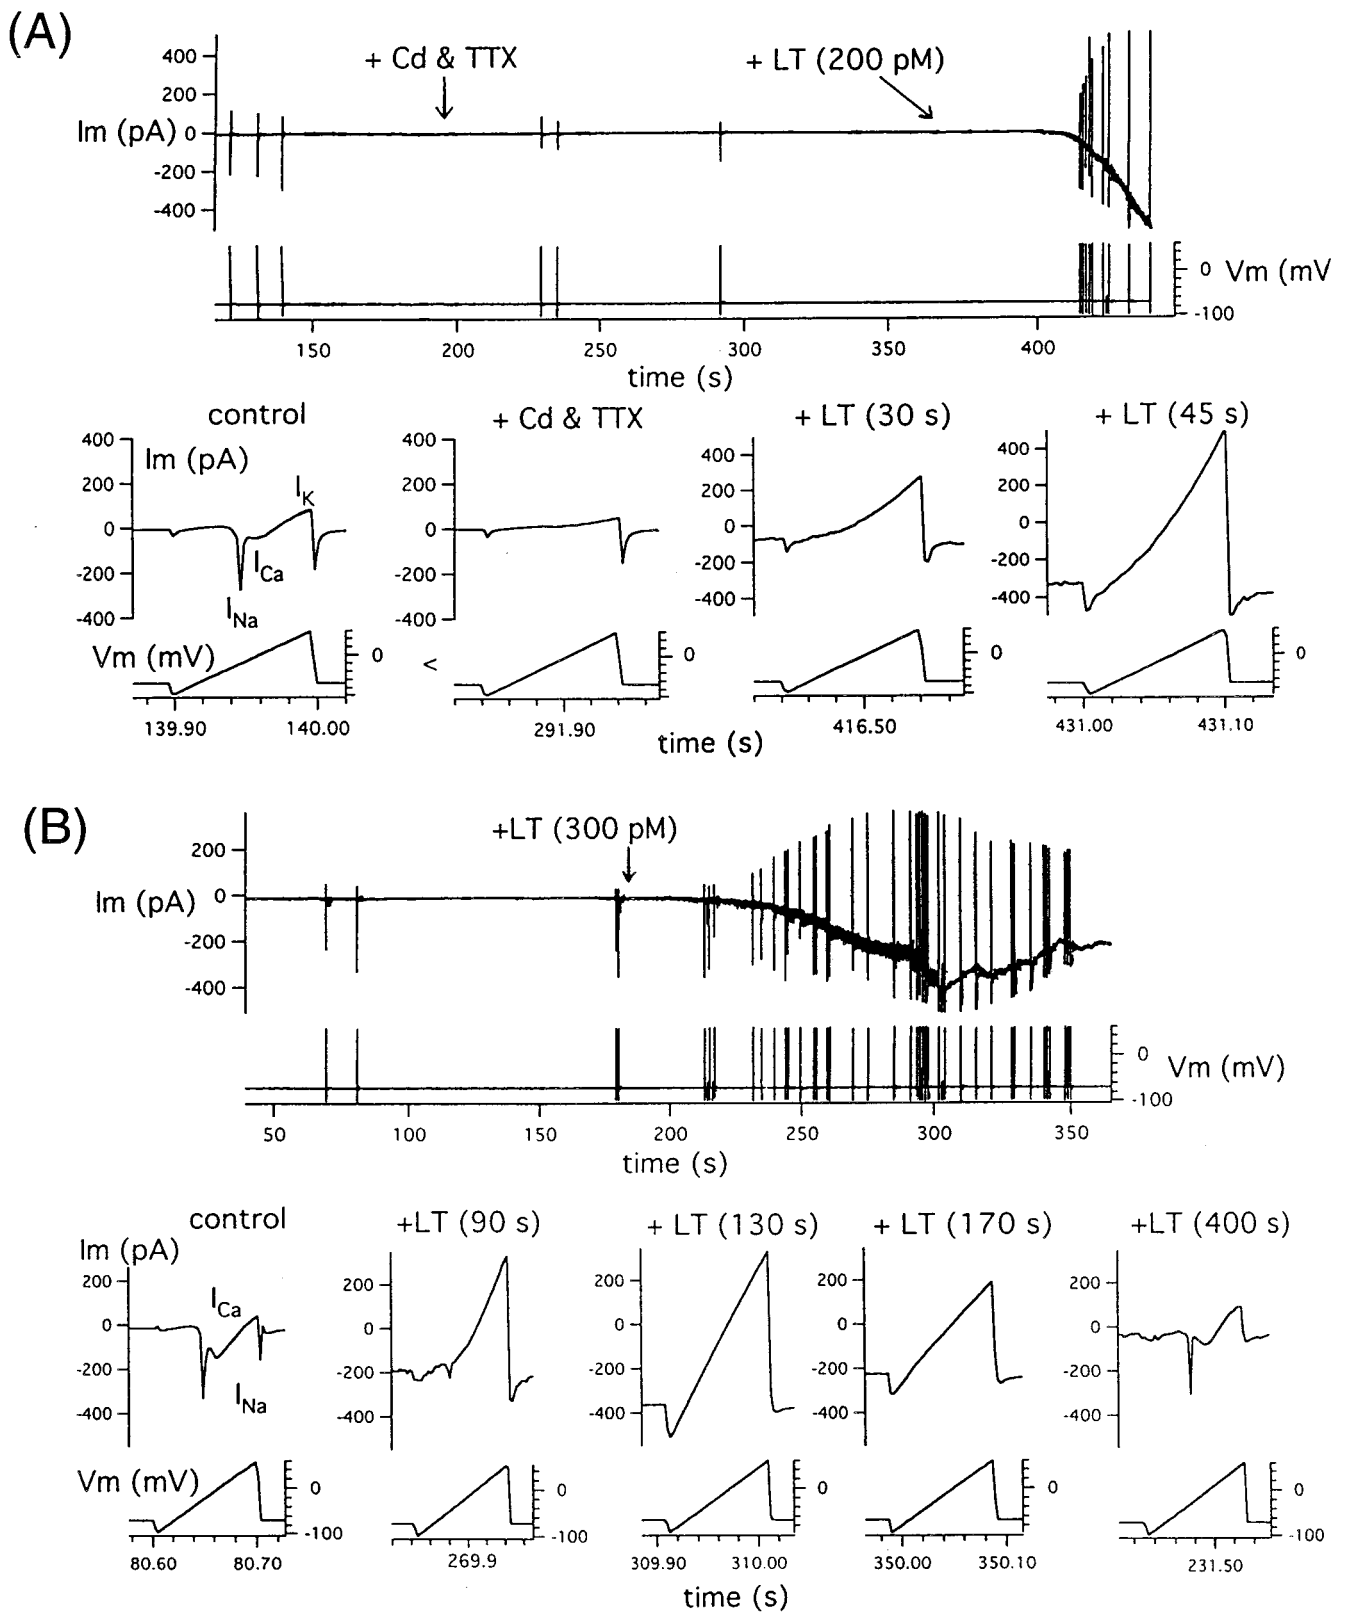 (A)
+ Cd & TTX
+ LT (200 pM)
400
200
Im (pA) 0
-200
-400
0 Vm (mV
-100
150 200 250 300 350 400
time (s)
control
+ Cd & TTX
+ LT (30 s)
+ LT (45 s)
Im (pA)
400
200
0
-200
-400
IK
ICa
INa
400
200
0
-200
-400
400
200
0
-200
-400
400
200
0
-200
-400
Vm (mV)
0
<
0
0
0
139.90 140.00
291.90
416.50
431.00 431.10
time (s)
(B)
+LT (300 pM)
200
Im (pA) 0
-200
-400
0 Vm (mV)
-100
50 100 150 200 250 300 350
time (s)
control
+LT (90 s)
+ LT (130 s)
+ LT (170 s)
+LT (400 s)
Im (pA)
200
0
-200
-400
ICa
INa
200
0
-200
-400
200
0
-200
-400
200
0
-200
-400
200
0
-200
-400
Vm (mV)
0
-100
0
-100
0
0
0
-100
80.60 80.70
269.9
309.90 310.00
350.00 350.10
231.50
time (s)